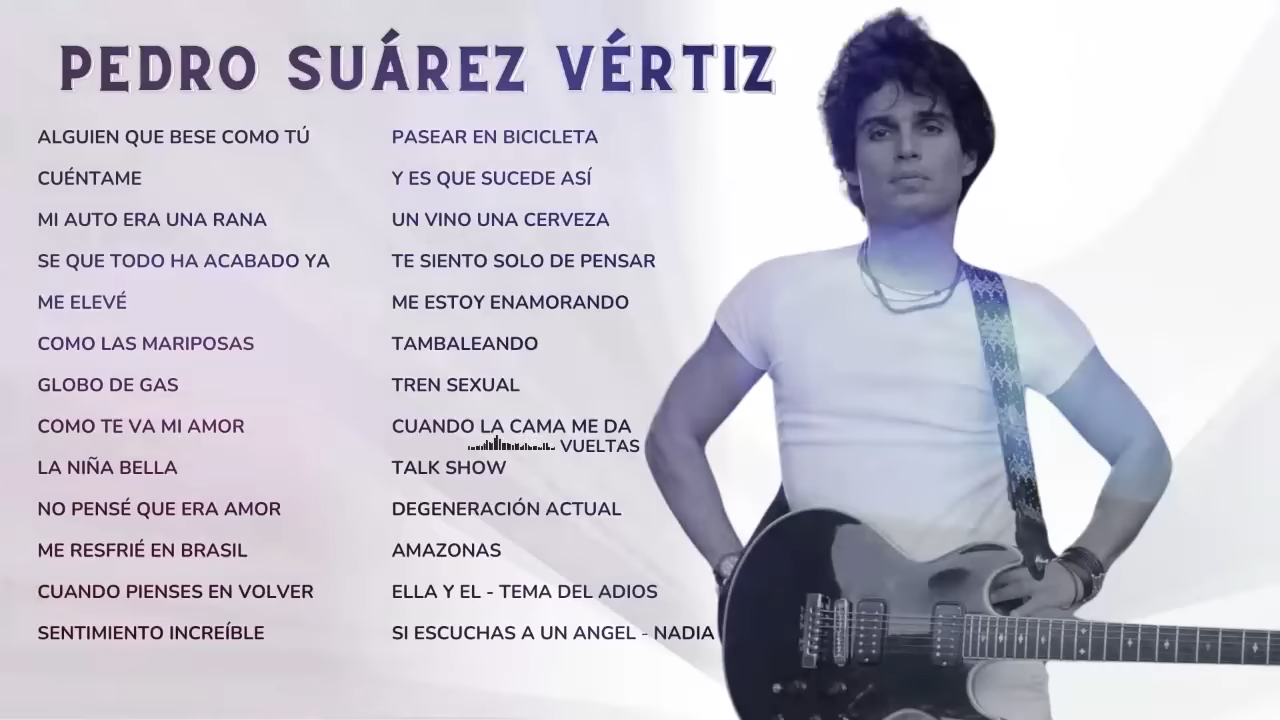 PEDRO SUÁREZ VÉRTIZ
ALGUIEN QUE BESE COMO TÚ
CUÉNTAME
MI AUTO ERA UNA RANA
SE QUE TODO HA ACABADO YA
ME ELEVÉ
COMO LAS MARIPOSAS
GLOBO DE GAS
COMO TE VA MI AMOR
LA NIÑA BELLA
NO PENSÉ QUE ERA AMOR
ME RESFRIÉ EN BRASIL
CUANDO PIENSES EN VOLVER
SENTIMIENTO INCREÍBLE
PASEAR EN BICICLETA
Y ES QUE SUCEDE ASÍ
UN VINO UNA CERVEZA
TE SIENTO SOLO DE PENSAR
ME ESTOY ENAMORANDO
TAMBALEANDO
TREN SEXUAL
CUANDO LA CAMA ME DA
VUELTAS
TALK SHOW
DEGENERACIÓN ACTUAL
AMAZONAS
ELLA Y EL - TEMA DEL ADIOS
SI ESCUCHAS A UN ANGEL - NADIA